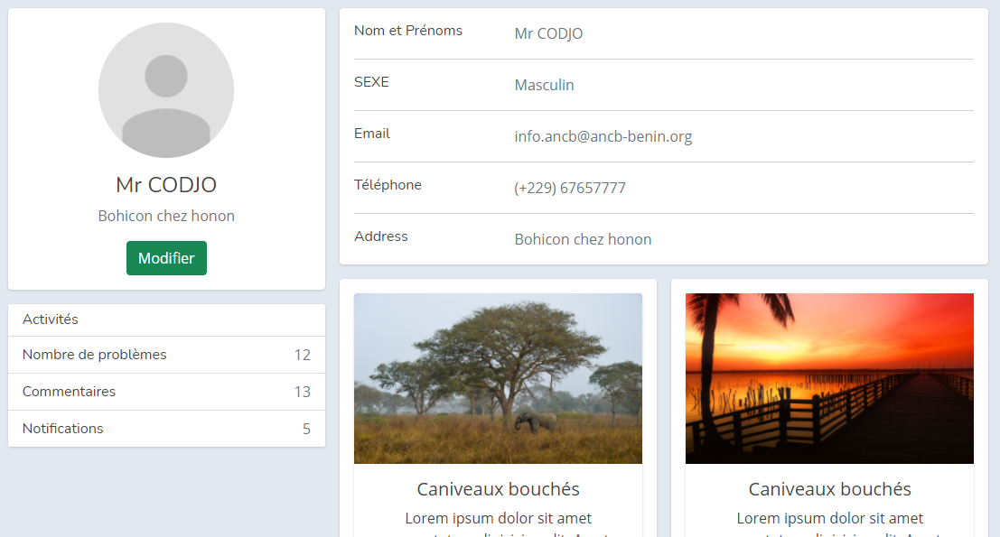 Mr CODJO
Bohicon chez honon
Modifier
Activités
Nombre de problèmes 12
Commentaires 13
Notifications 5
Nom et Prénoms Mr CODJO
SEXE Masculin
Email info.ancb@ancb-benin.org
Téléphone (+229) 67657777
Address Bohicon chez honon
Caniveaux bouchés
Lorem ipsum dolor sit amet
Caniveaux bouchés
Lorem ipsum dolor sit amet